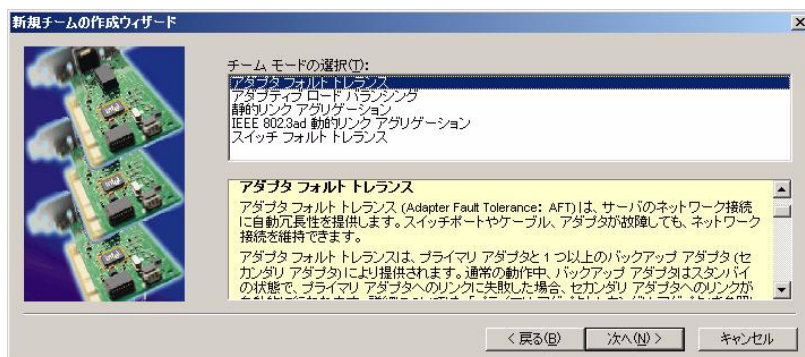 新規チームの作成ウィザード
チーム モードの選択(T):
アダプタ フォルト トレランス
アダプティブ ロード バランシング
静的リンク アグリゲーション
IEEE 802.3ad 動的リンク アグリゲーション
スイッチ フォルト トレランス
アダプタ フォルト トレランス
アダプタ フォルト トレランス (Adapter Fault Tolerance: AFT) は、サーバのネットワーク接続
に自動冗長性を提供します。スイッチポートやケーブル、アダプタが故障しても、ネットワーク
接続を維持できます。
アダプタ フォルト トレランスは、プライマリ アダプタと 1 つ以上のバックアップ アダプタ (セ
カンダリ アダプタ) により提供されます。通常の動作中、バックアップ アダプタはスタンバイ
の状態で、プライマリ アダプタへのリンクに失敗した場合、セカンダリ アダプタへのリンクが
< 戻る(B)
次へ(N) >
キャンセル